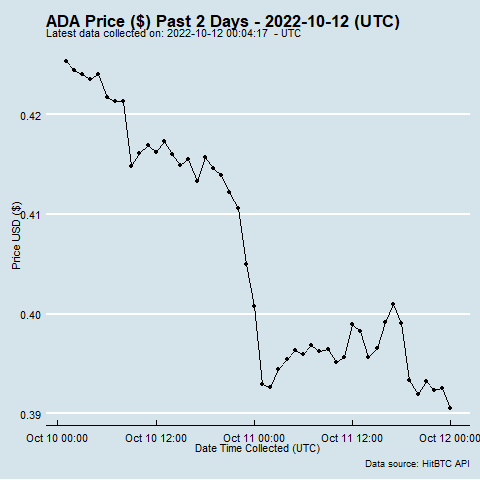 ADA Price ($) Past 2 Days - 2022-10-12 (UTC)
Latest data collected on: 2022-10-12 00:04:17 - UTC
Price USD ($)
0.42
0.41
0.40
0.39
Oct 10 00:00 Oct 10 12:00 Oct 11 00:00 Oct 11 12:00 Oct 12 00:00
Date Time Collected (UTC)
Data source: HitBTC API